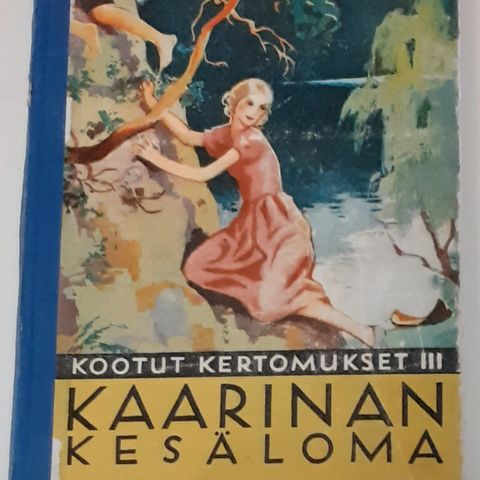 KOOTUT KERTOMUKSET III
KAARINAN
KESÄLOMA